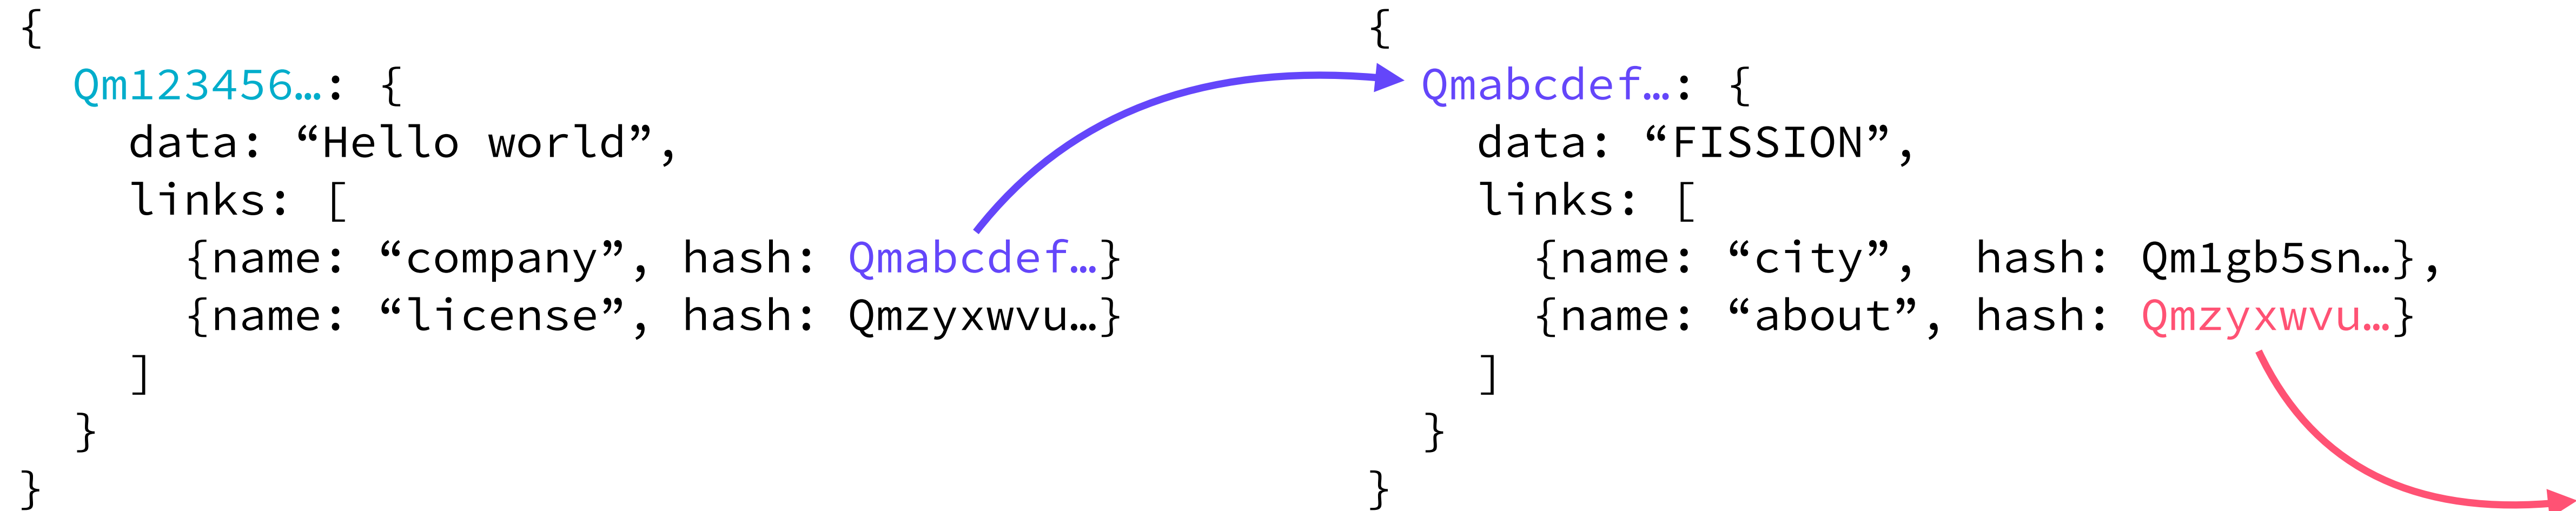 {
  Qm123456…: {
    data: “Hello world”,
    links: [
      {name: “company”, hash: Qmabcdef…}
      {name: “license”, hash: Qmzyxwvu…}
    ]
  }
}
{
  Qmabcdef…: {
    data: “FISSION”,
    links: [
      {name: “city”,  hash: Qm1gb5sn…},
      {name: “about”, hash: Qmzyxwvu…}
    ]
  }
}